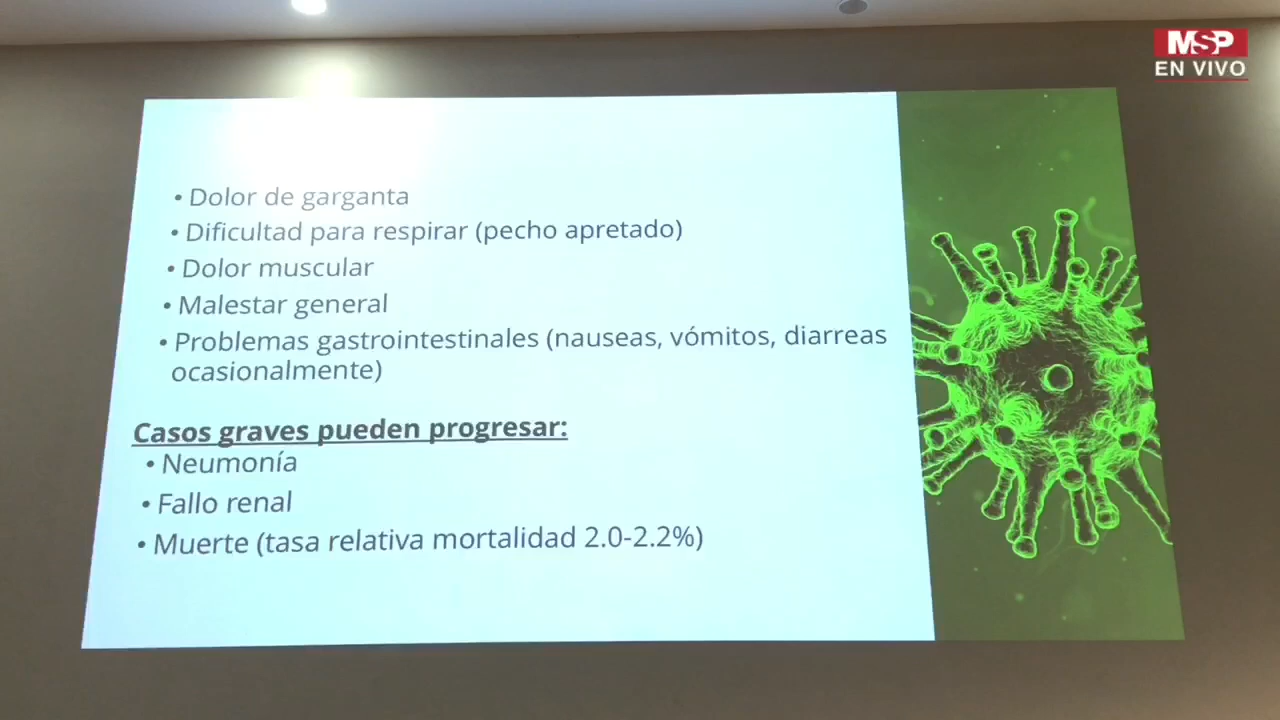 MSP
EN VIVO
• Dolor de garganta
• Dificultad para respirar (pecho apretado)
• Dolor muscular
• Malestar general
• Problemas gastrointestinales (nauseas, vómitos, diarreas
ocasionalmente)
Casos graves pueden progresar:
• Neumonía
• Fallo renal
• Muerte (tasa relativa mortalidad 2.0-2.2%)